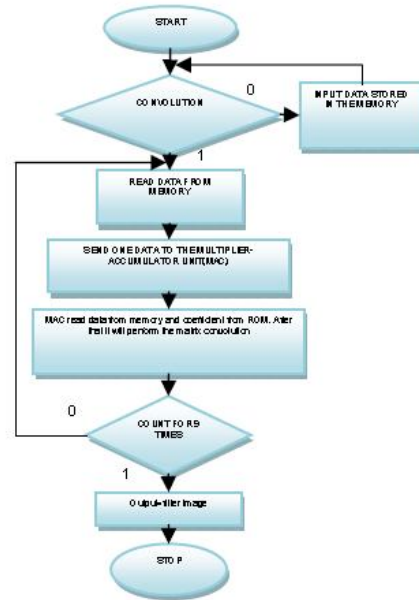 START
CONVOLUTION
0
INPUT DATA STORED
IN THE MEMORY
1
READ DATA FROM
MEMORY
SEND ONE DATA TO THE MULTIPLIER-
ACCUMULATOR UNIT(MAC)
MAC read data from memory and coefficient from ROM. After
that it will perform the matrix convolution
0
COUNT FOR 9
TIMES
1
Output-filter image
STOP